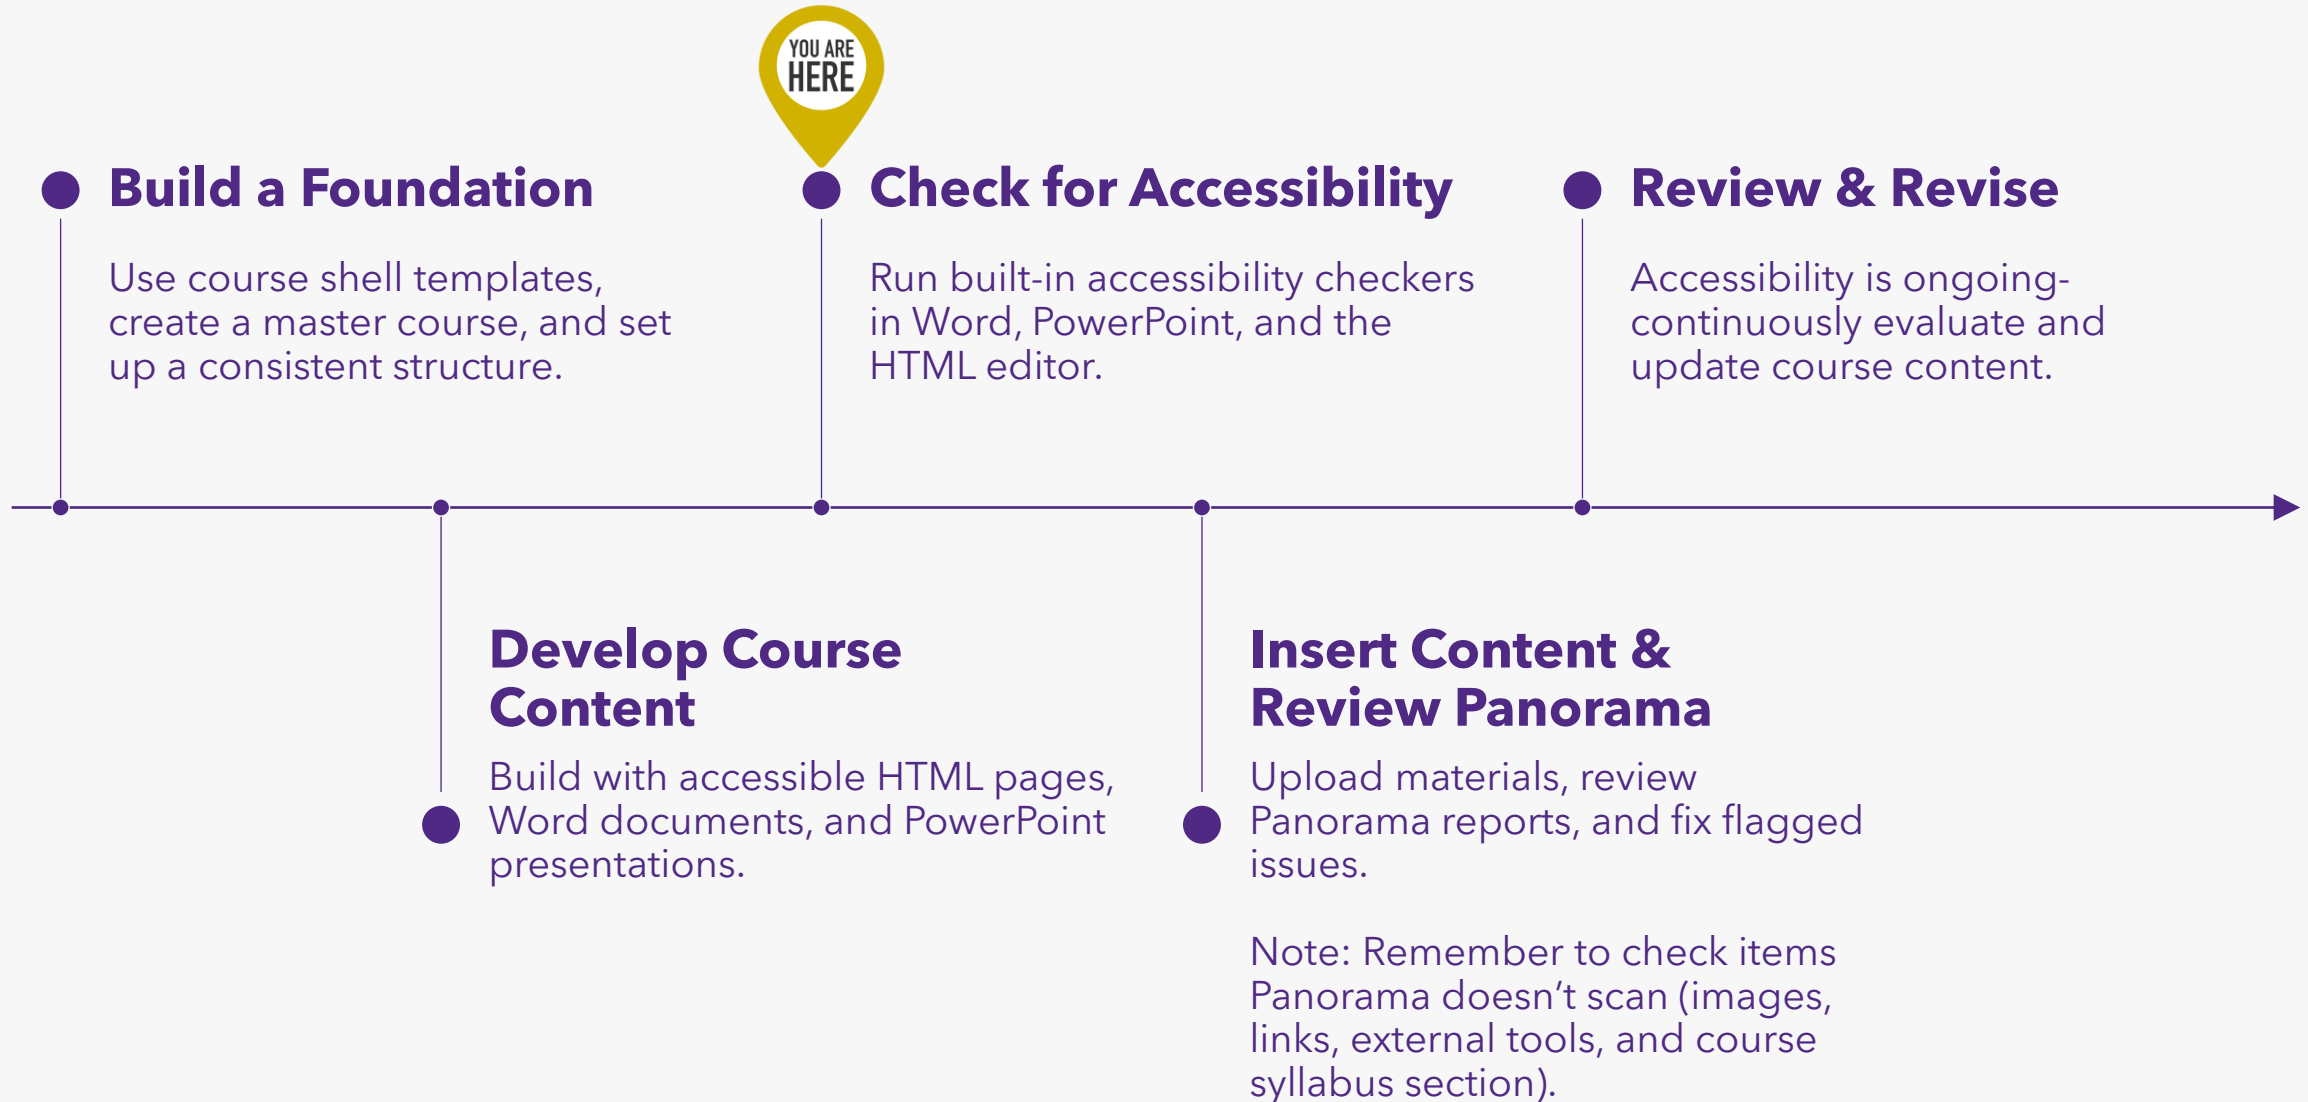 YOU ARE
HERE
Build a Foundation
Use course shell templates,
create a master course, and set
up a consistent structure.
Develop Course
Content
Build with accessible HTML pages,
Word documents, and PowerPoint
presentations.
Check for Accessibility
Run built-in accessibility checkers
in Word, PowerPoint, and the
HTML editor.
Insert Content &
Review Panorama
Upload materials, review
Panorama reports, and fix flagged
issues.
Note: Remember to check items
Panorama doesn’t scan (images,
links, external tools, and course
syllabus section).
Review & Revise
Accessibility is ongoing-
continuously evaluate and
update course content.